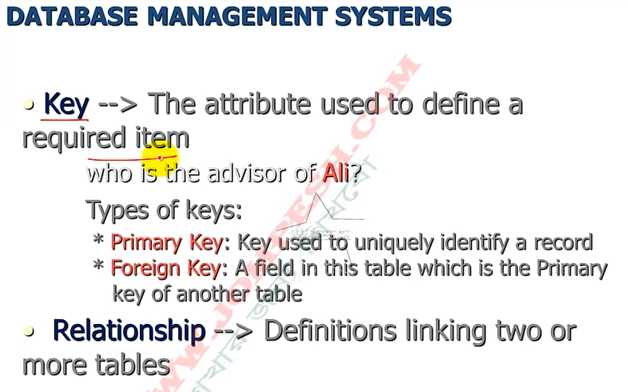 DATABASE MANAGEMENT SYSTEMS
• Key --> The attribute used to define a
required item
who is the advisor of Ali?
Types of keys:
* Primary Key: Key used to uniquely identify a record
* Foreign Key: A field in this table which is the Primary
key of another table
• Relationship --> Definitions linking two or
more tables